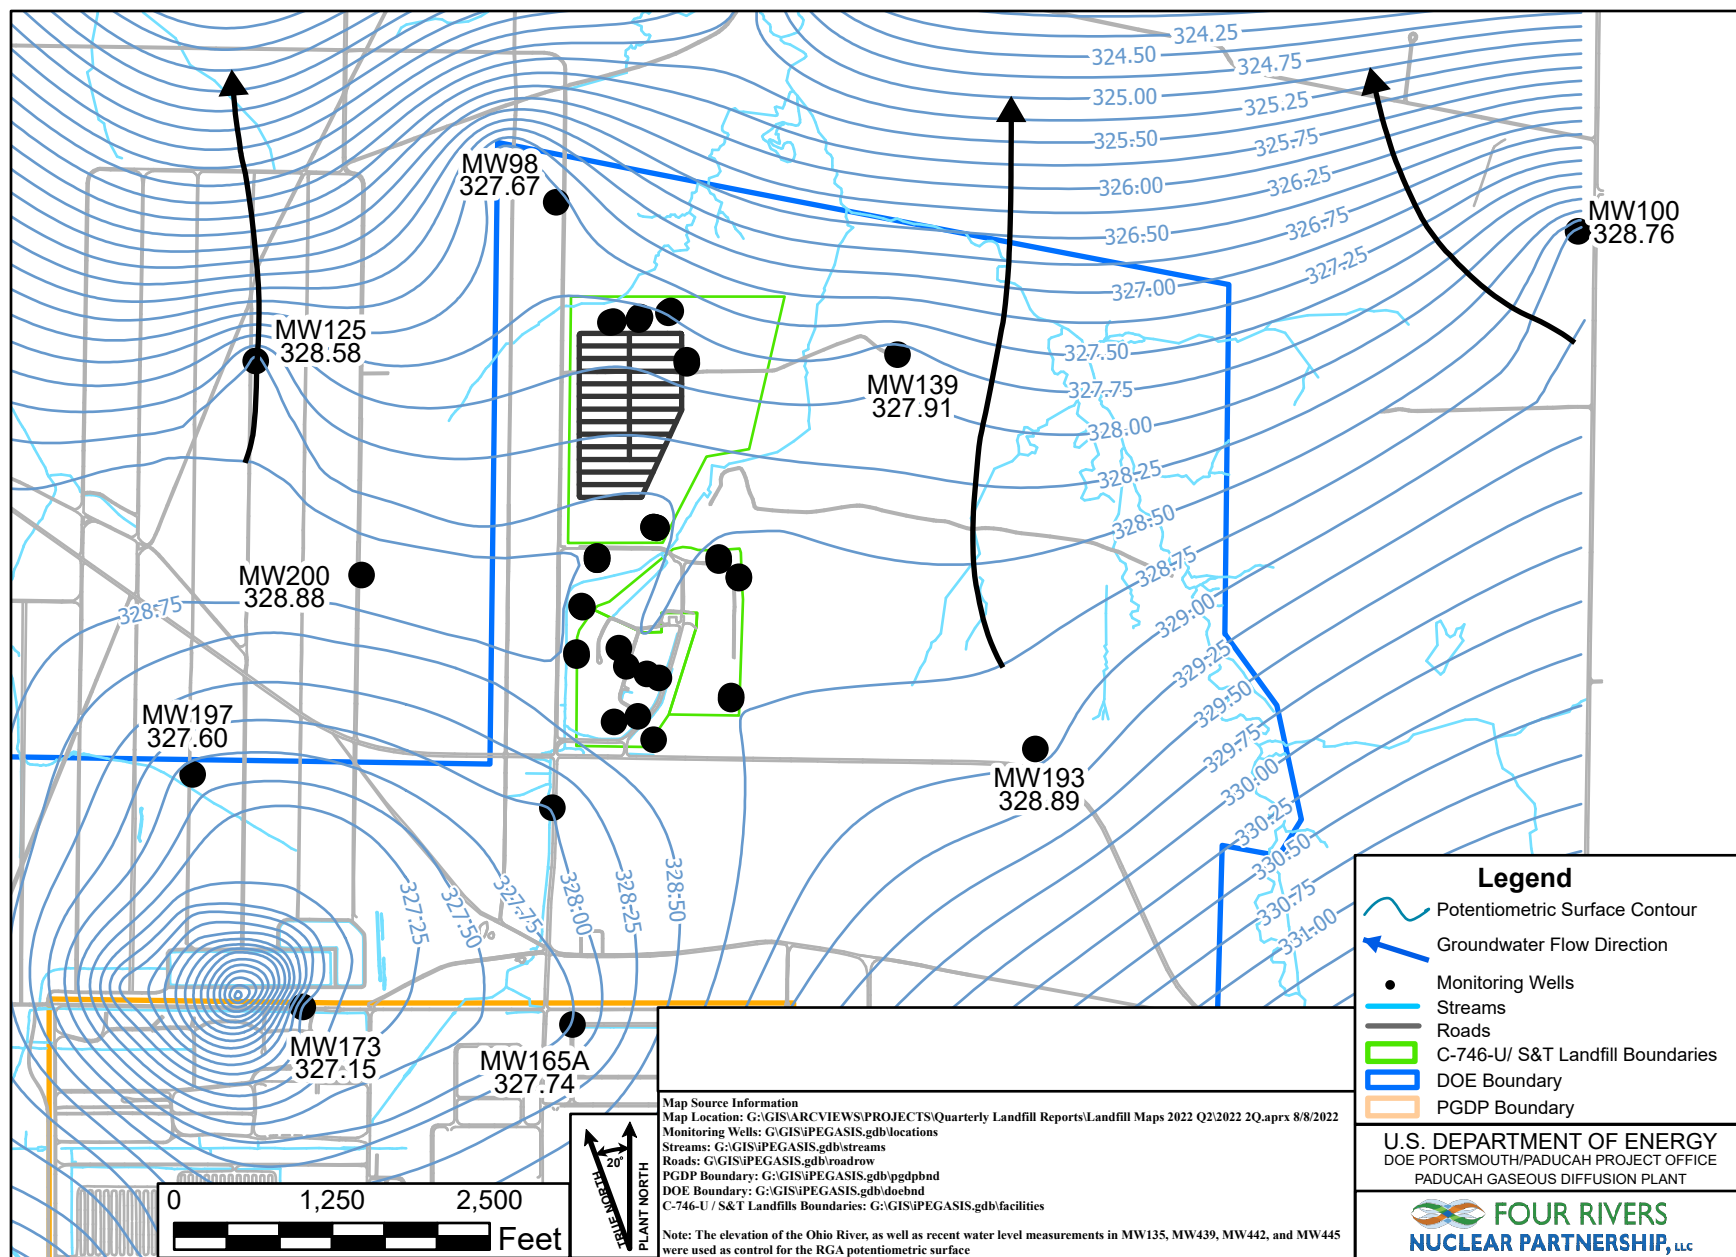 324.25
324.50
324.75
325.00
325.25
325.50
325.75
326.00
326.25
326.50
326.75
327.00
327.25
327.50
327.75
328.00
328.25
328.50
328.75
329.00
329.25
329.50
329.75
330.00
330.25
330.50
330.75
331.00
MW98
327.67
MW100
328.76
MW125
328.58
MW139
327.91
MW200
328.88
328.75
MW197
327.60
MW193
328.89
327.25
327.50
327.75
328.00
328.25
328.50
MW173
327.15
MW165A
327.74
Legend
Potentiometric Surface Contour
Groundwater Flow Direction
Monitoring Wells
Streams
Roads
C-746-U/ S&T Landfill Boundaries
DOE Boundary
PGDP Boundary
U.S. DEPARTMENT OF ENERGY
DOE PORTSMOUTH/PADUCAH PROJECT OFFICE
PADUCAH GASEOUS DIFFUSION PLANT
FOUR RIVERS
NUCLEAR PARTNERSHIP, LLC
Map Source Information
Map Location: G:\GIS\ARCVIEWS\PROJECTS\Quarterly Landfill Reports\Landfill Maps 2022 Q2\2022 2Q.aprx 8/8/2022
Monitoring Wells: G\GIS\iPEGASIS.gdb\locations
Streams: G:\GIS\iPEGASIS.gdb\streams
Roads: G\GIS\iPEGASIS.gdb\roadrow
PGDP Boundary: G:\GIS\iPEGASIS.gdb\pgdpbnd
DOE Boundary: G:\GIS\iPEGASIS.gdb\doebnd
C-746-U / S&T Landfills Boundaries: G:\GIS\iPEGASIS.gdb\facilities
Note: The elevation of the Ohio River, as well as recent water level measurements in MW135, MW439, MW442, and MW445
were used as control for the RGA potentiometric surface
20°
TRUE NORTH
PLANT NORTH
0 1,250 2,500
Feet